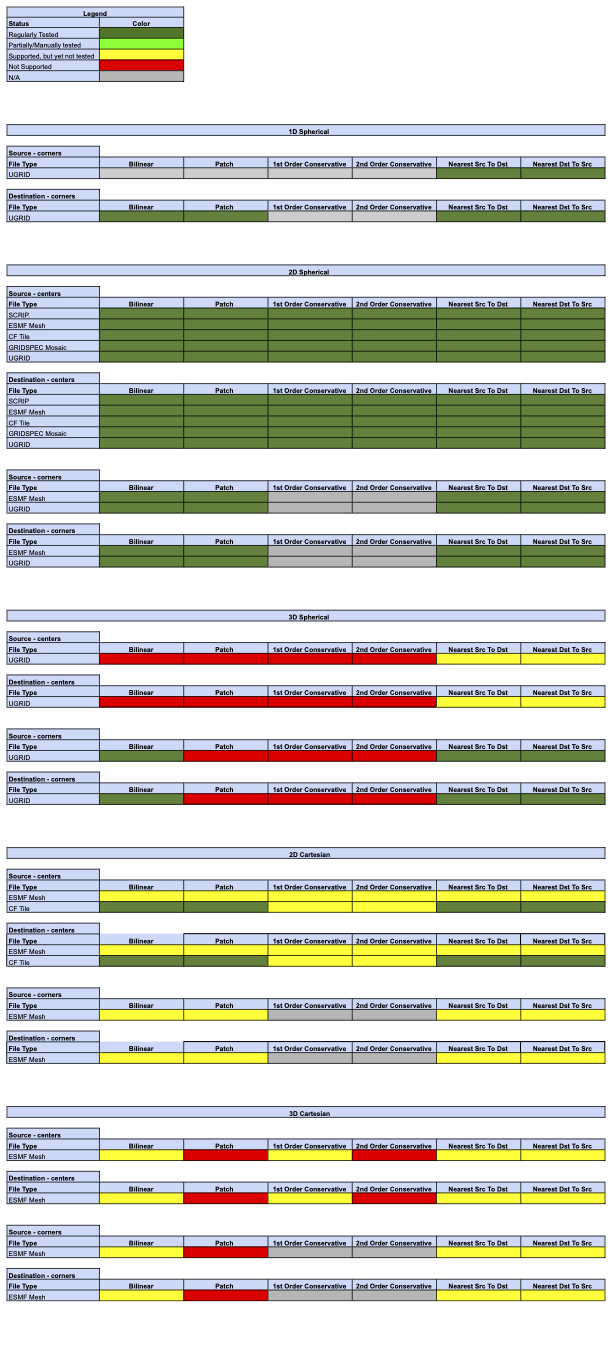 Legend
Status Color
Regularly Tested
Partially/Manually tested
Supported, but yet not tested
Not Supported
N/A
1D Spherical
Source - corners
File Type Bilinear Patch 1st Order Conservative 2nd Order Conservative Nearest Src To Dst Nearest Dst To Src
UGRID
Destination - corners
File Type Bilinear Patch 1st Order Conservative 2nd Order Conservative Nearest Src To Dst Nearest Dst To Src
UGRID
2D Spherical
Source - centers
File Type Bilinear Patch 1st Order Conservative 2nd Order Conservative Nearest Src To Dst Nearest Dst To Src
SCRIP
ESMF Mesh
CF Tile
GRIDSPEC Mosaic
UGRID
Destination - centers
File Type Bilinear Patch 1st Order Conservative 2nd Order Conservative Nearest Src To Dst Nearest Dst To Src
SCRIP
ESMF Mesh
CF Tile
GRIDSPEC Mosaic
UGRID
Source - corners
File Type Bilinear Patch 1st Order Conservative 2nd Order Conservative Nearest Src To Dst Nearest Dst To Src
ESMF Mesh
UGRID
Destination - corners
File Type Bilinear Patch 1st Order Conservative 2nd Order Conservative Nearest Src To Dst Nearest Dst To Src
ESMF Mesh
UGRID
3D Spherical
Source - centers
File Type Bilinear Patch 1st Order Conservative 2nd Order Conservative Nearest Src To Dst Nearest Dst To Src
UGRID
Destination - centers
File Type Bilinear Patch 1st Order Conservative 2nd Order Conservative Nearest Src To Dst Nearest Dst To Src
UGRID
Source - corners
File Type Bilinear Patch 1st Order Conservative 2nd Order Conservative Nearest Src To Dst Nearest Dst To Src
UGRID
Destination - corners
File Type Bilinear Patch 1st Order Conservative 2nd Order Conservative Nearest Src To Dst Nearest Dst To Src
UGRID
2D Cartesian
Source - centers
File Type Bilinear Patch 1st Order Conservative 2nd Order Conservative Nearest Src To Dst Nearest Dst To Src
ESMF Mesh
CF Tile
Destination - centers
File Type Bilinear Patch 1st Order Conservative 2nd Order Conservative Nearest Src To Dst Nearest Dst To Src
ESMF Mesh
CF Tile
Source - corners
File Type Bilinear Patch 1st Order Conservative 2nd Order Conservative Nearest Src To Dst Nearest Dst To Src
ESMF Mesh
Destination - corners
File Type Bilinear Patch 1st Order Conservative 2nd Order Conservative Nearest Src To Dst Nearest Dst To Src
ESMF Mesh
3D Cartesian
Source - centers
File Type Bilinear Patch 1st Order Conservative 2nd Order Conservative Nearest Src To Dst Nearest Dst To Src
ESMF Mesh
Destination - centers
File Type Bilinear Patch 1st Order Conservative 2nd Order Conservative Nearest Src To Dst Nearest Dst To Src
ESMF Mesh
Source - corners
File Type Bilinear Patch 1st Order Conservative 2nd Order Conservative Nearest Src To Dst Nearest Dst To Src
ESMF Mesh
Destination - corners
File Type Bilinear Patch 1st Order Conservative 2nd Order Conservative Nearest Src To Dst Nearest Dst To Src
ESMF Mesh